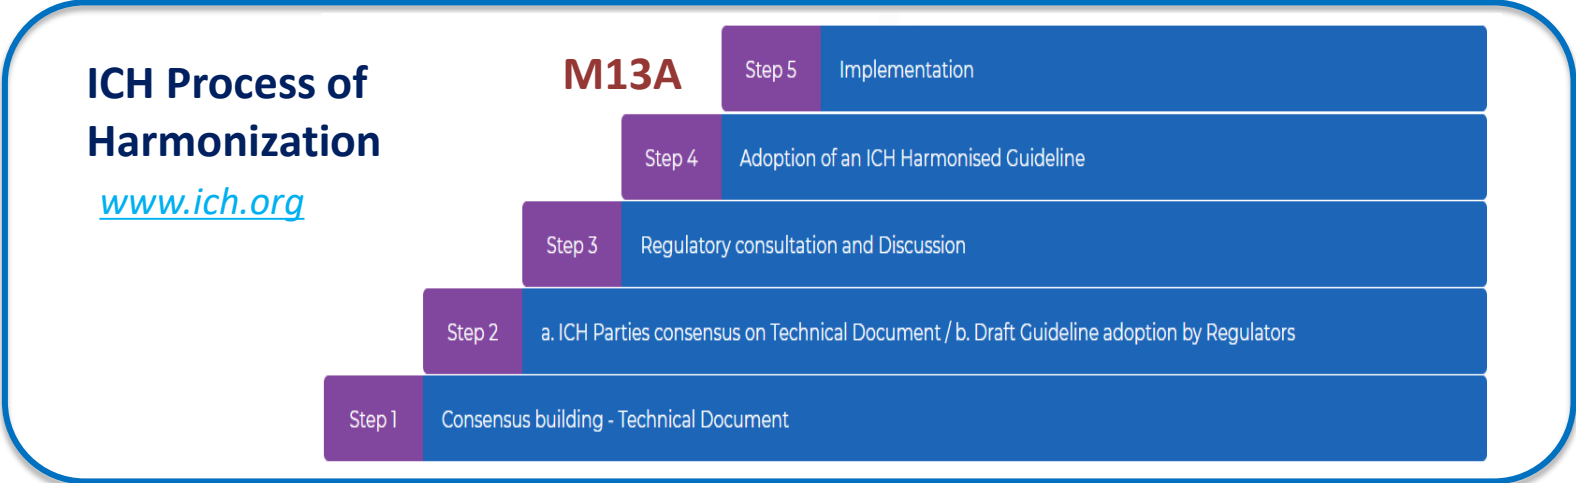 ICH Process of
Harmonization
www.ich.org
M13A
Step 5 Implementation
Step 4 Adoption of an ICH Harmonised Guideline
Step 3 Regulatory consultation and Discussion
Step 2 a. ICH Parties consensus on Technical Document / b. Draft Guideline adoption by Regulators
Step 1 Consensus building - Technical Document